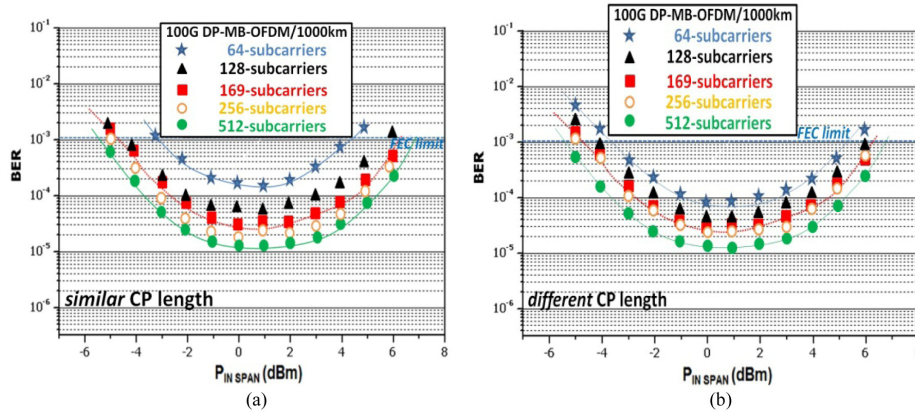 100G DP-MB-OFDM/1000km
64-subcarriers
128-subcarriers
169-subcarriers
256-subcarriers
512-subcarriers
10⁻¹
10⁻²
10⁻³
10⁻⁴
10⁻⁵
10⁻⁶
BER
FEC limit
similar CP length
-6 -4 -2 0 2 4 6 8
P IN SPAN (dBm)
(a)
100G DP-MB-OFDM/1000km
64-subcarriers
128-subcarriers
169-subcarriers
256-subcarriers
512-subcarriers
10⁻¹
10⁻²
10⁻³
10⁻⁴
10⁻⁵
10⁻⁶
BER
FEC limit
different CP length
-6 -4 -2 0 2 4 6 8
P IN SPAN (dBm)
(b)